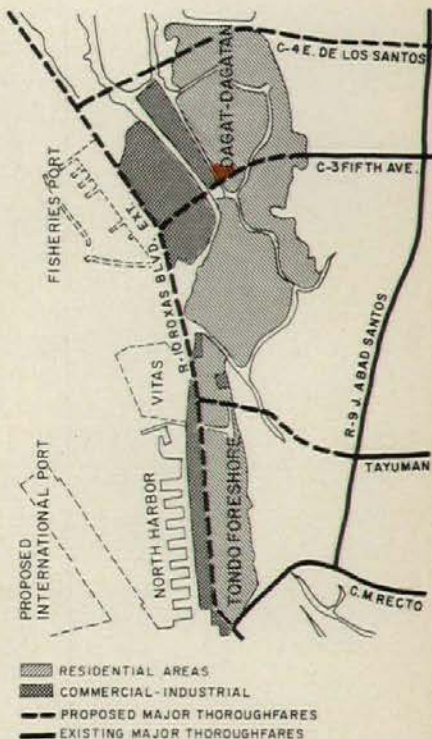 C-4 E. DE LOS SANTOS
DAGAT-DAGATAN
C-3 FIFTH AVE.
FISHERIES PORT
R-10 ROXAS BLVD. EXT.
R-9 J. ABAD SANTOS
VITAS
TAYUMAN
PROPOSED
INTERNATIONAL PORT
NORTH HARBOR
TONDO FORESHORE
C.M RECTO
RESIDENTIAL AREAS
COMMERCIAL-INDUSTRIAL
PROPOSED MAJOR THOROUGHFARES
EXISTING MAJOR THOROUGHFARES